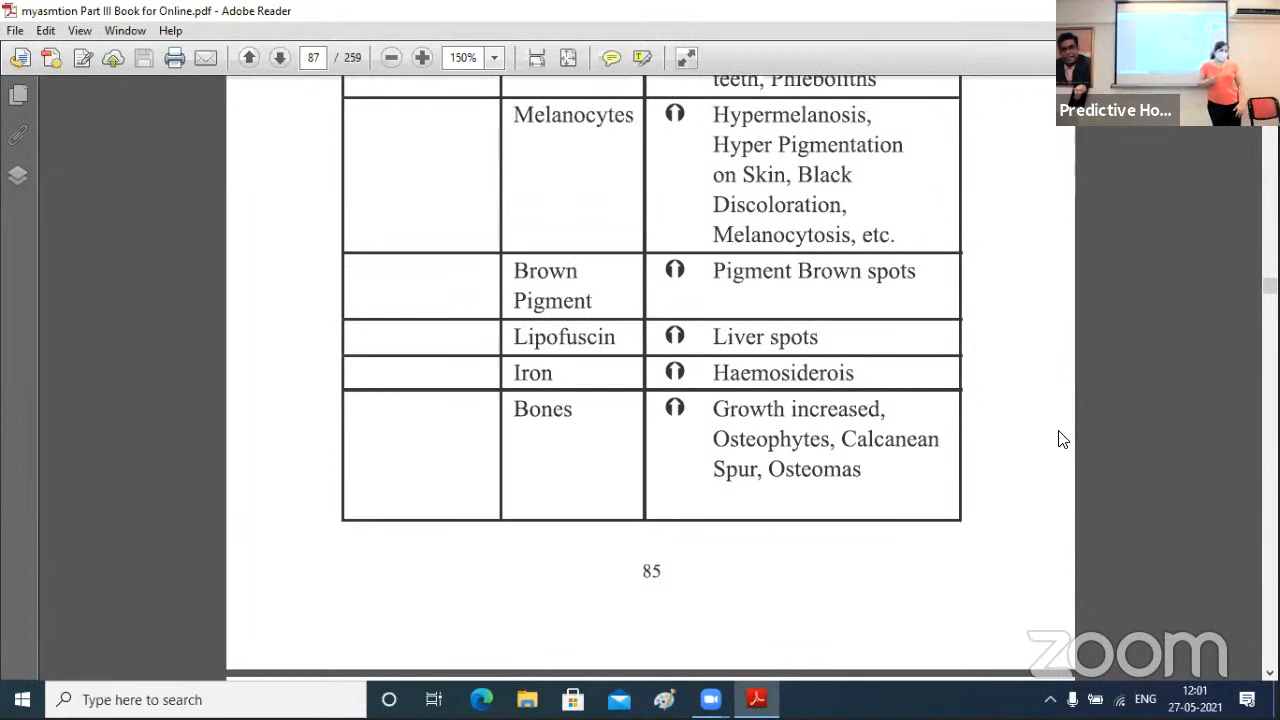 myasmtion Part III Book for Online.pdf - Adobe Reader
File Edit View Window Help
87 / 259 150%
Predictive Ho...
teeth, Phleboliths
Melanocytes Hypermelanosis,
Hyper Pigmentation
on Skin, Black
Discoloration,
Melanocytosis, etc.
Brown Pigment Brown spots
Pigment
Lipofuscin Liver spots
Iron Haemosiderois
Bones Growth increased,
Osteophytes, Calcanean
Spur, Osteomas
85
zoom
Type here to search
ENG
12:01
27-05-2021